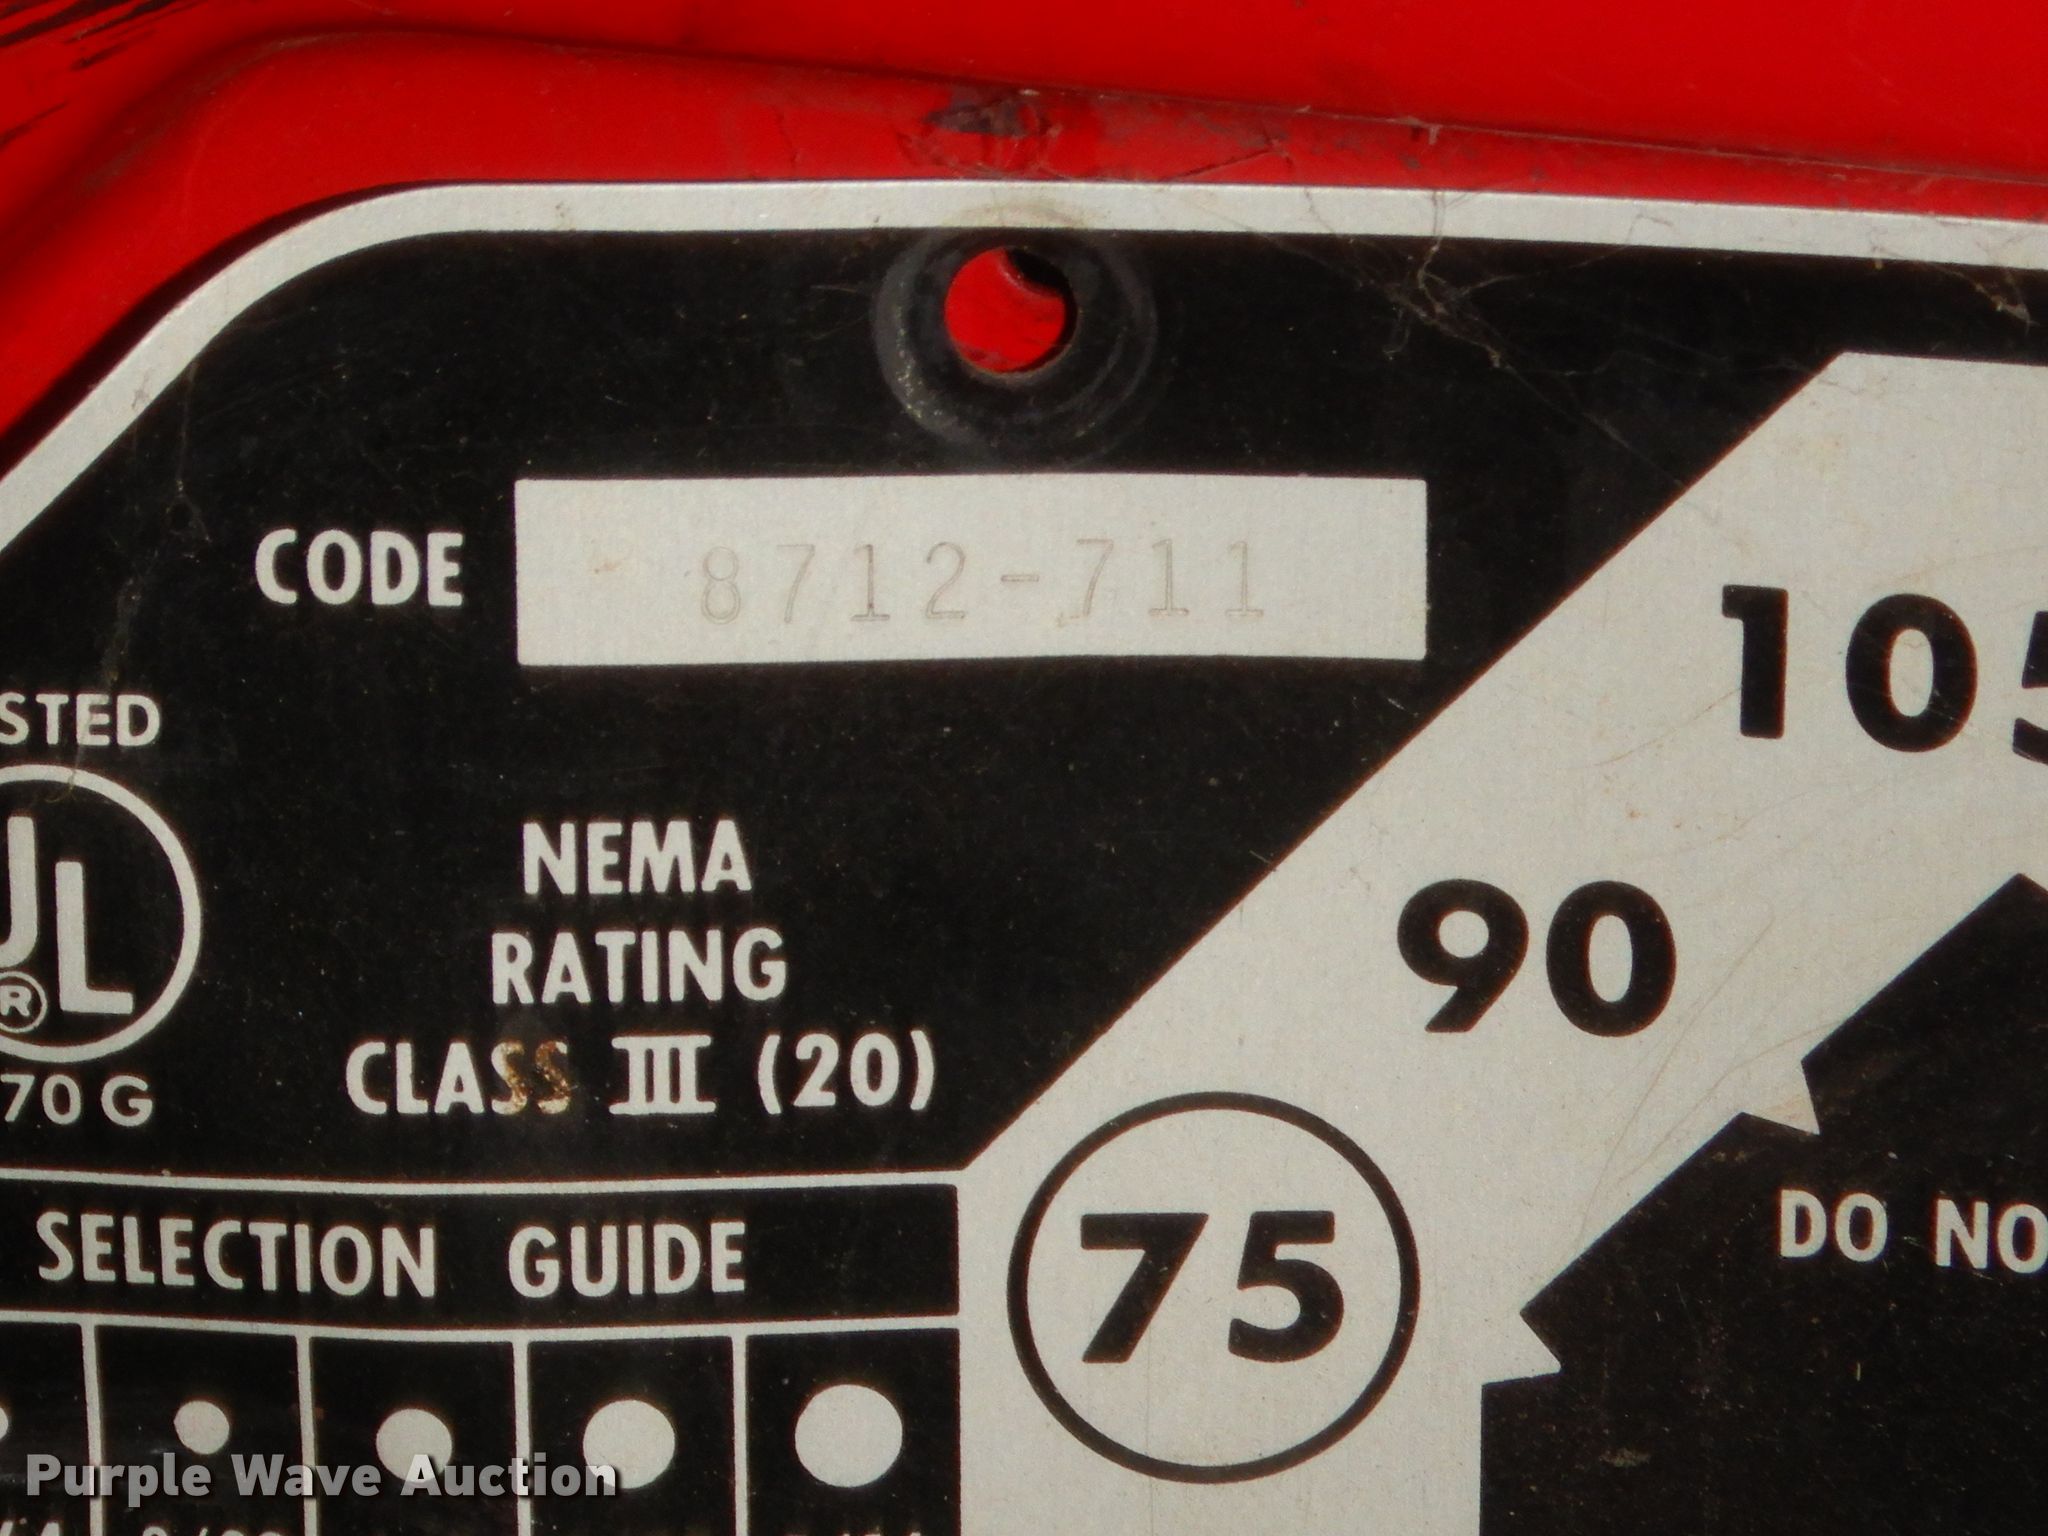 CODE 8712-711
105
STED
UL
®
NEMA
RATING
CLASS III (20)
70 G
90
75
SELECTION GUIDE
DO NO
Purple Wave Auction